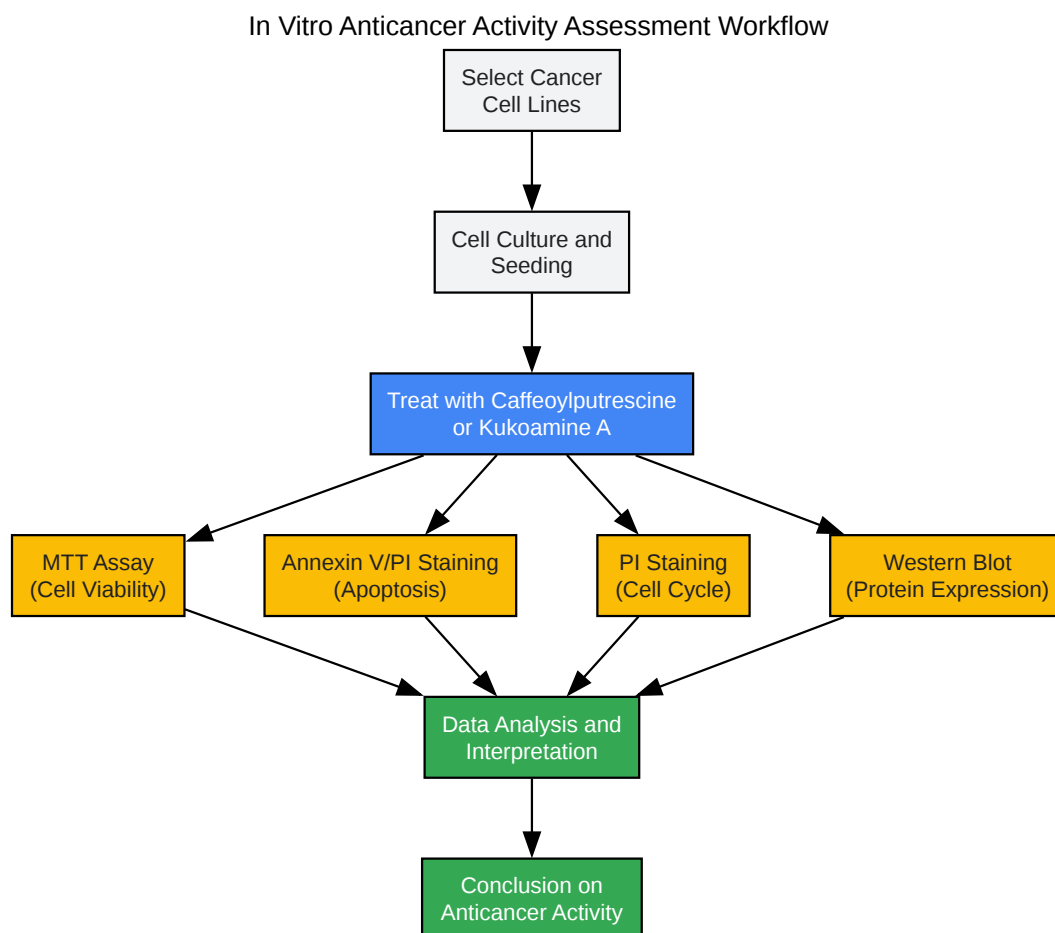 In Vitro Anticancer Activity Assessment Workflow
Select Cancer
Cell Lines
Cell Culture and
Seeding
Treat with Caffeoylputrescine
or Kukoamine A
MTT Assay
(Cell Viability)
Annexin V/PI Staining
(Apoptosis)
PI Staining
(Cell Cycle)
Western Blot
(Protein Expression)
Data Analysis and
Interpretation
Conclusion on
Anticancer Activity